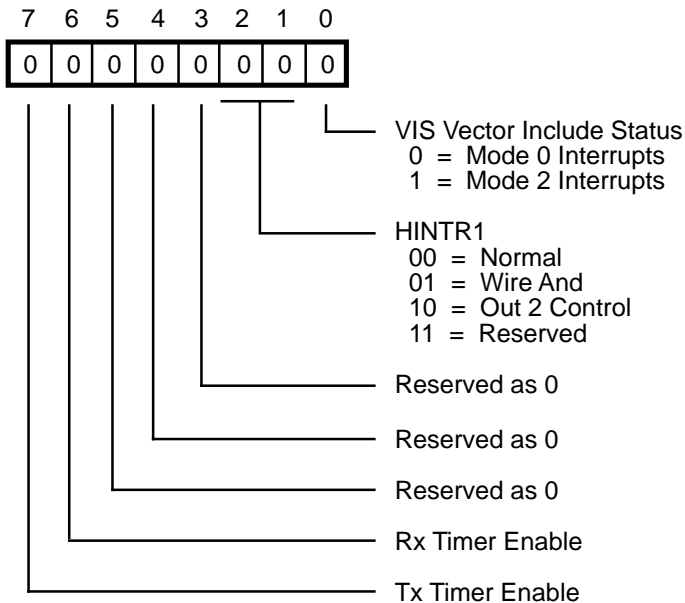 7 6 5 4 3 2 1 0
0 0 0 0 0 0 0 0
VIS Vector Include Status
0 = Mode 0 Interrupts
1 = Mode 2 Interrupts
HINTR1
00 = Normal
01 = Wire And
10 = Out 2 Control
11 = Reserved
Reserved as 0
Reserved as 0
Reserved as 0
Rx Timer Enable
Tx Timer Enable